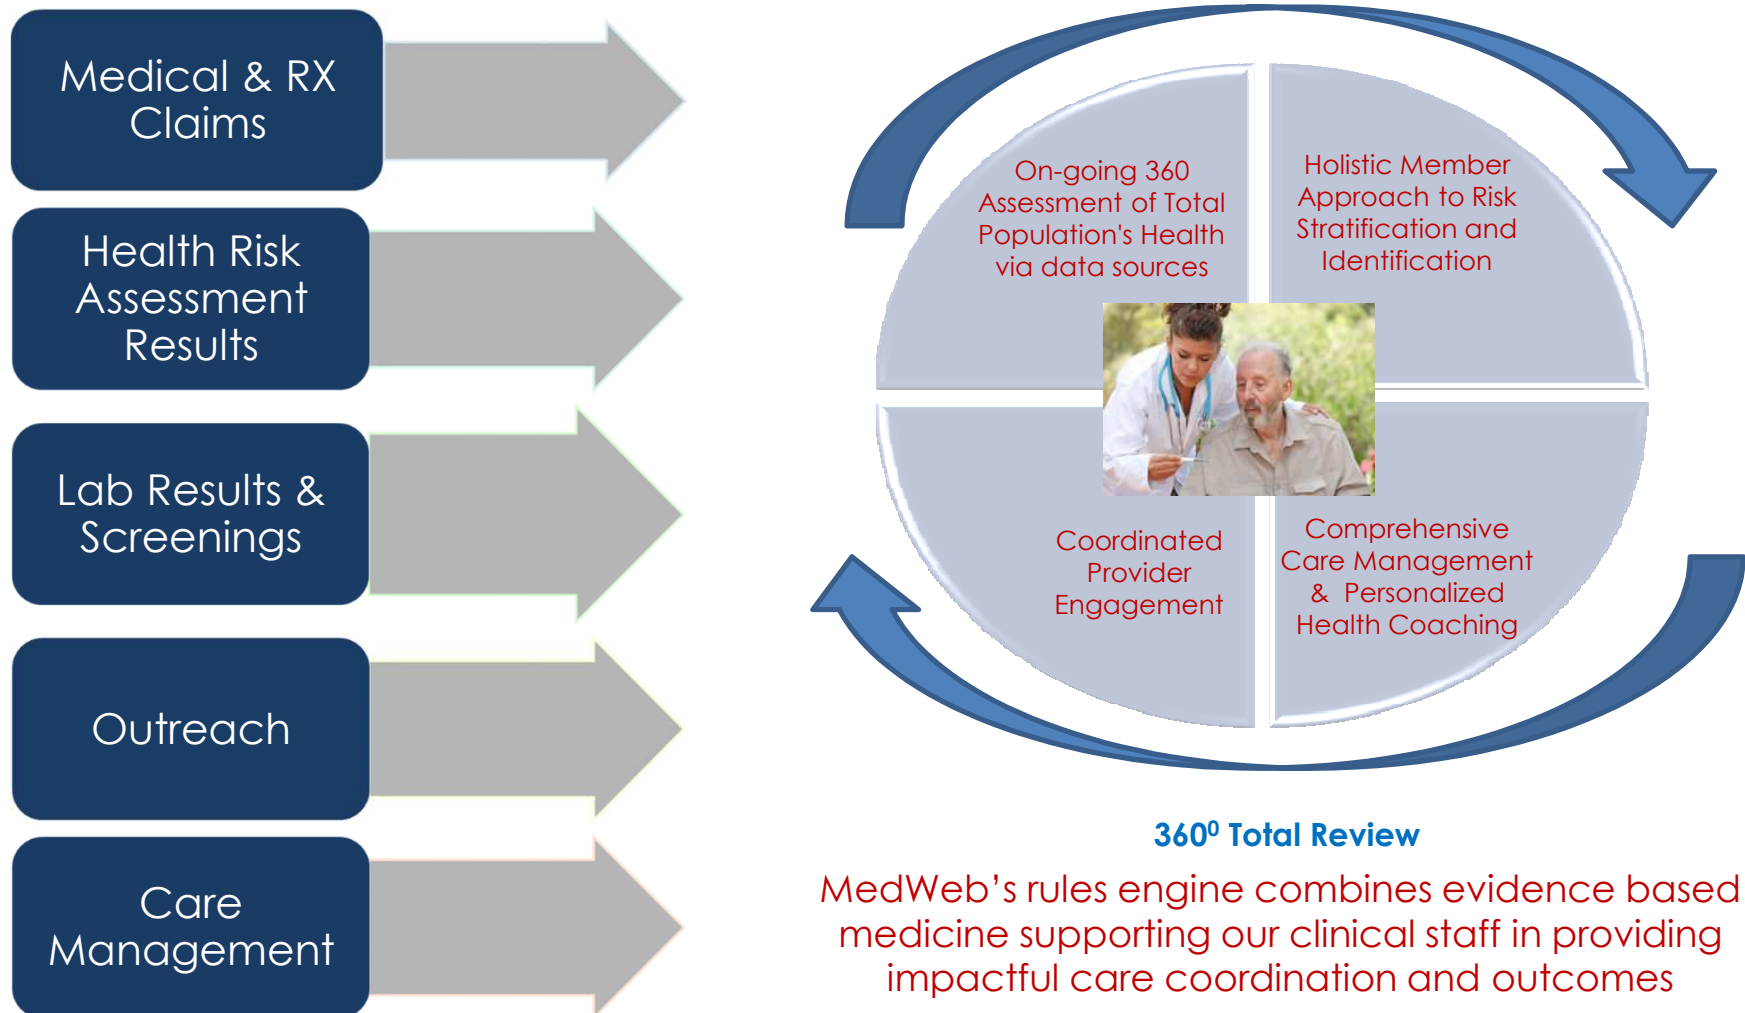 Medical & RX
Claims
Health Risk
Assessment
Results
Lab Results &
Screenings
Outreach
Care
Management
On-going 360
Assessment of Total
Population's Health
via data sources
Holistic Member
Approach to Risk
Stratification and
Identification
Coordinated
Provider
Engagement
Comprehensive
Care Management
& Personalized
Health Coaching
360⁰ Total Review
MedWeb’s rules engine combines evidence based
medicine supporting our clinical staff in providing
impactful care coordination and outcomes